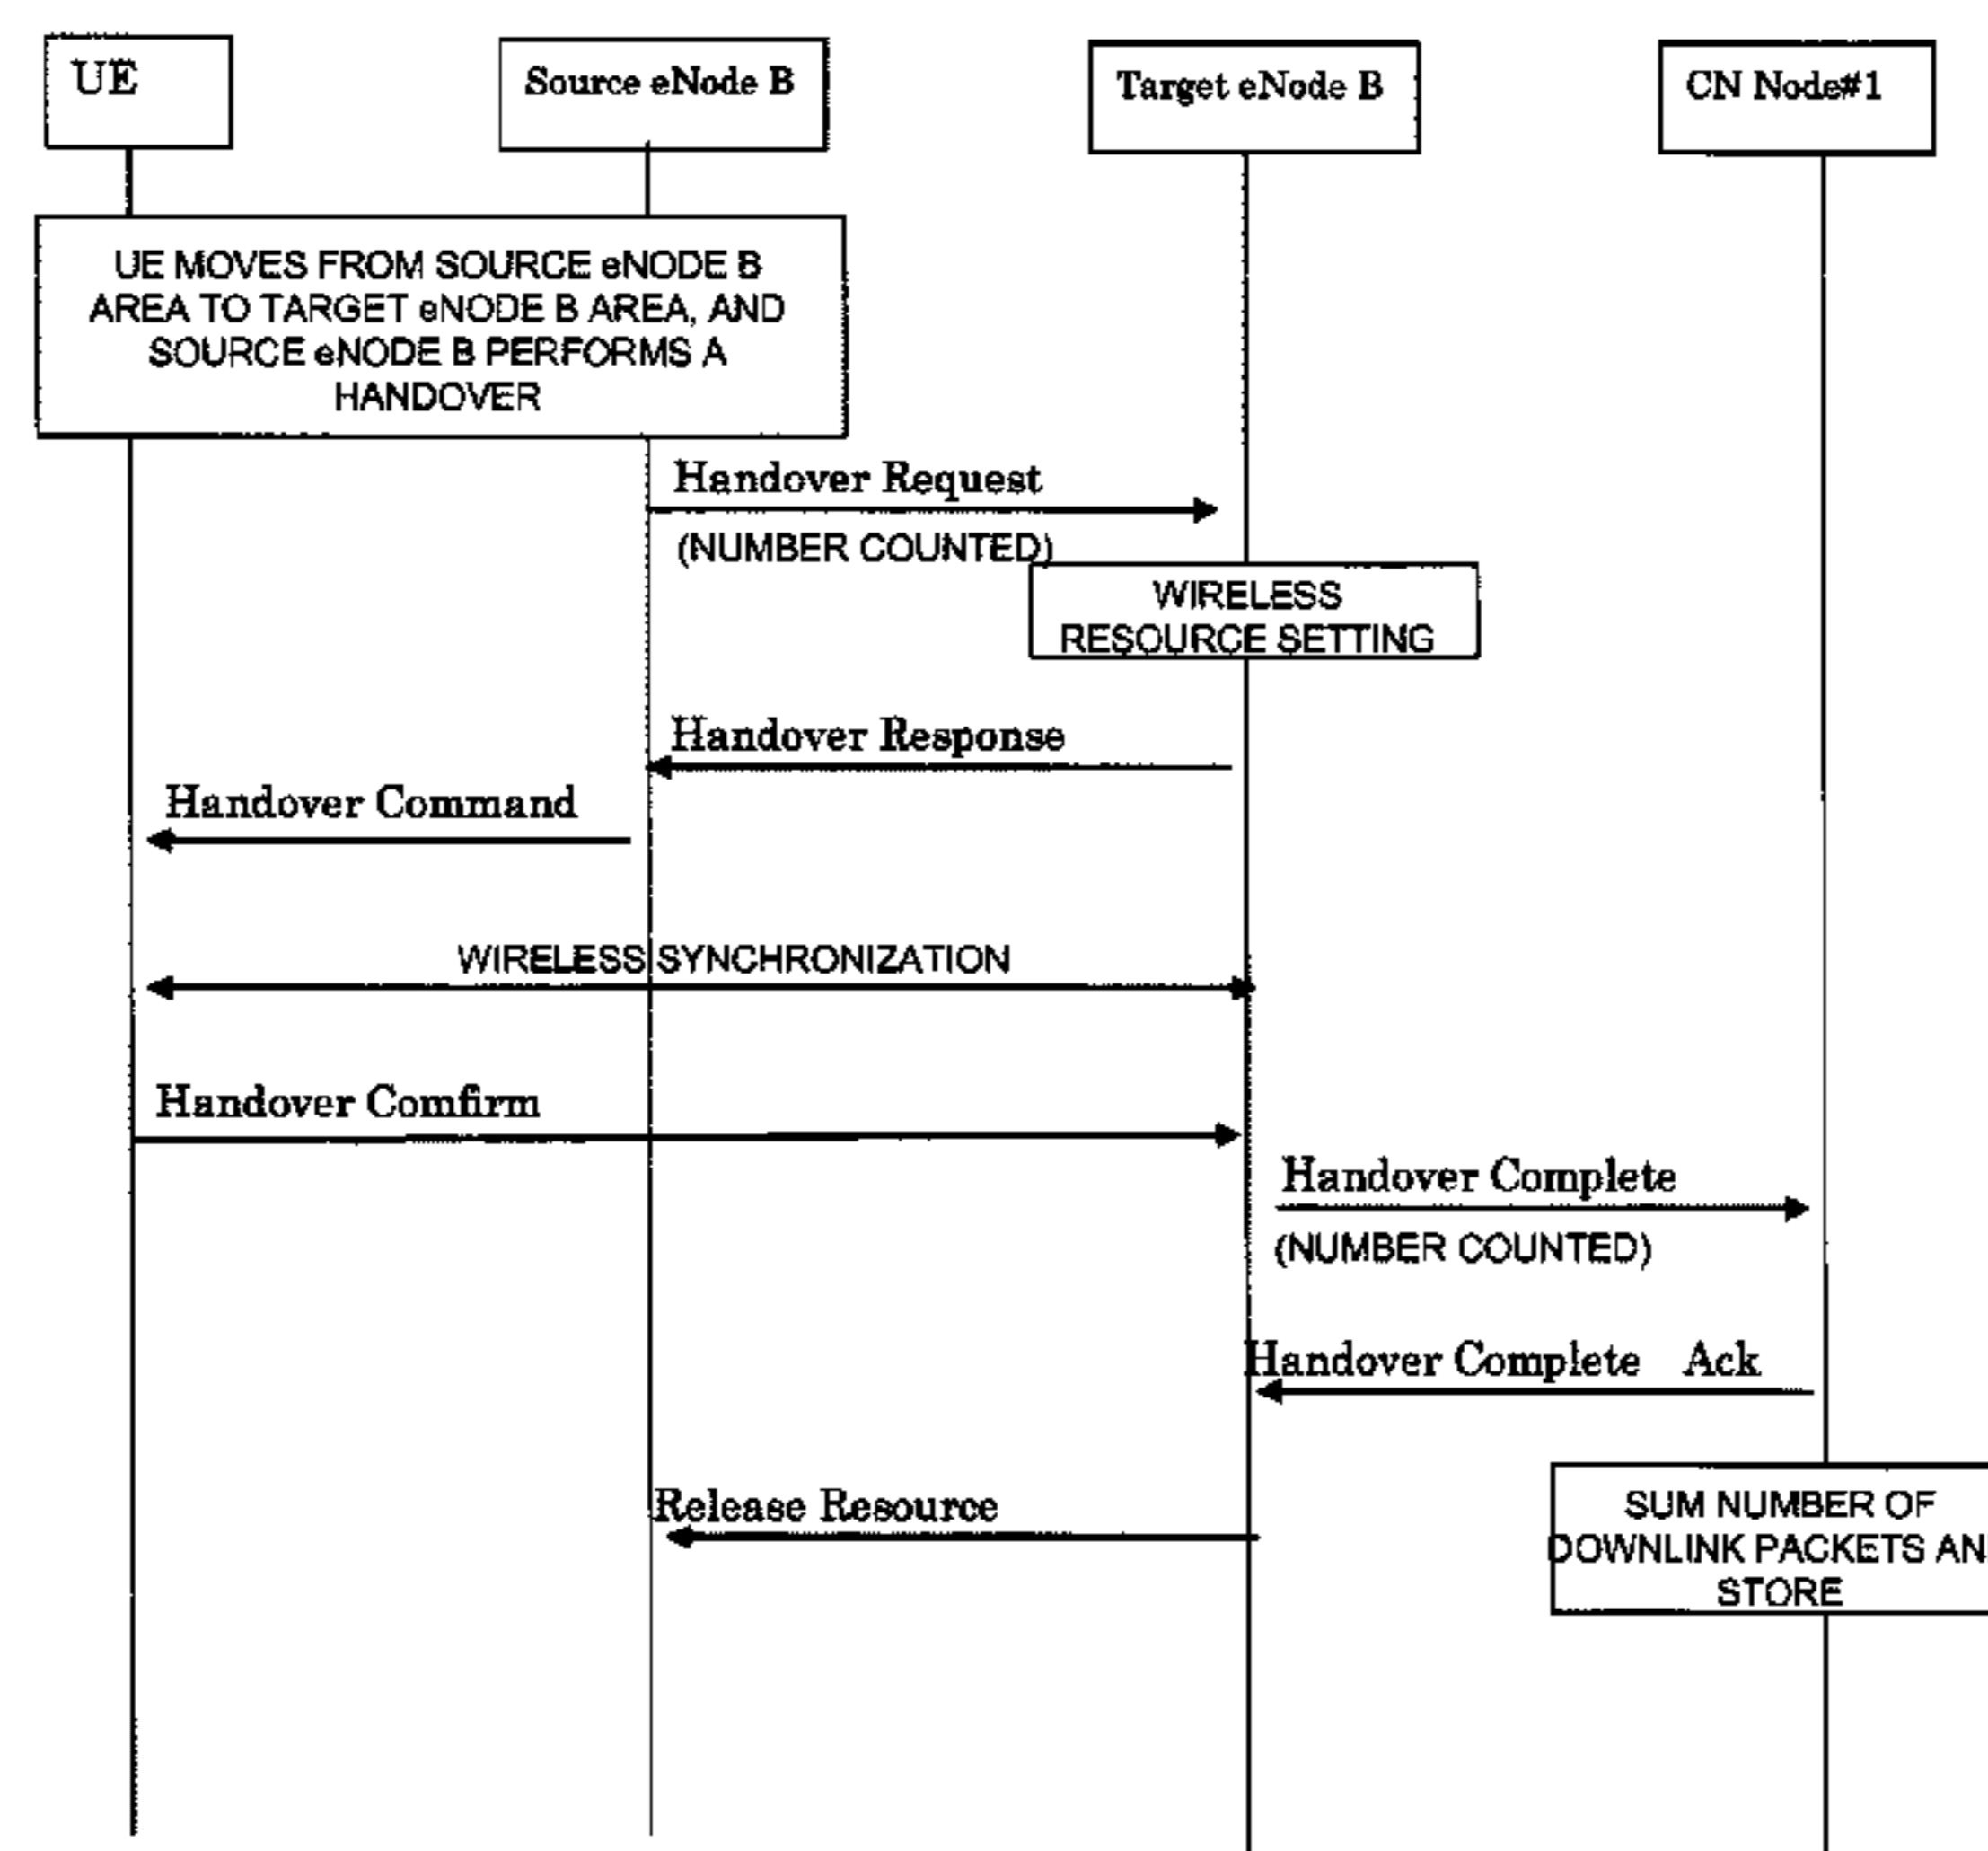 UE
Source eNode B
Target eNode B
CN Node#1
UE MOVES FROM SOURCE eNODE B
AREA TO TARGET eNODE B AREA, AND
SOURCE eNODE B PERFORMS A
HANDOVER
Handover Request
(NUMBER COUNTED)
WIRELESS
RESOURCE SETTING
Handover Response
Handover Command
WIRELESS SYNCHRONIZATION
Handover Comfirm
Handover Complete
(NUMBER COUNTED)
Handover Complete Ack
Release Resource
SUM NUMBER OF
DOWNLINK PACKETS AN
STORE